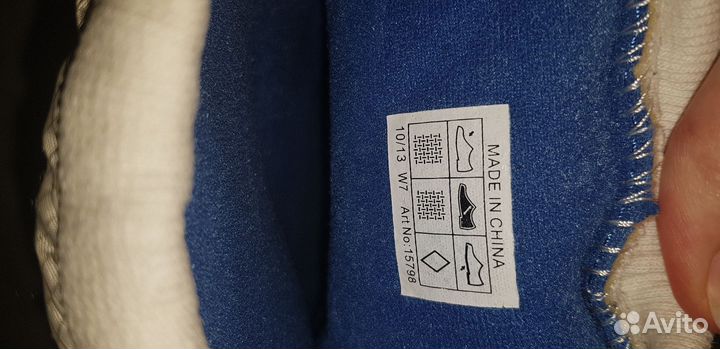 MADE IN CHINA
10/13 W7 Art No:15798
Avito